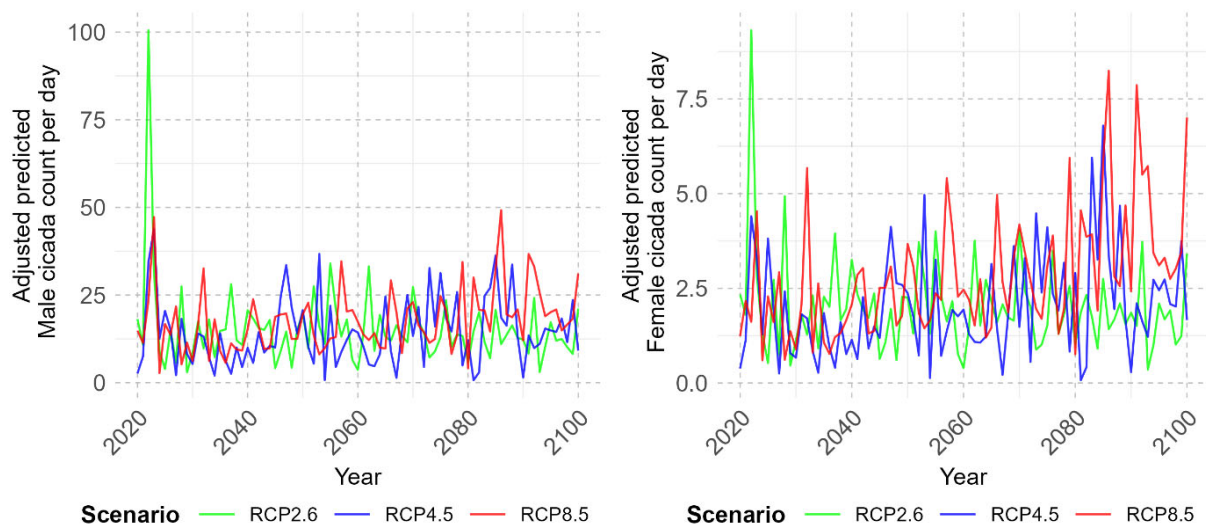 Adjusted predicted
Male cicada count per day
100
75
50
25
0
2020
2040
2060
2080
2100
Year
Scenario RCP2.6 RCP4.5 RCP8.5
Adjusted predicted
Female cicada count per day
7.5
5.0
2.5
0.0
2020
2040
2060
2080
2100
Year
Scenario RCP2.6 RCP4.5 RCP8.5